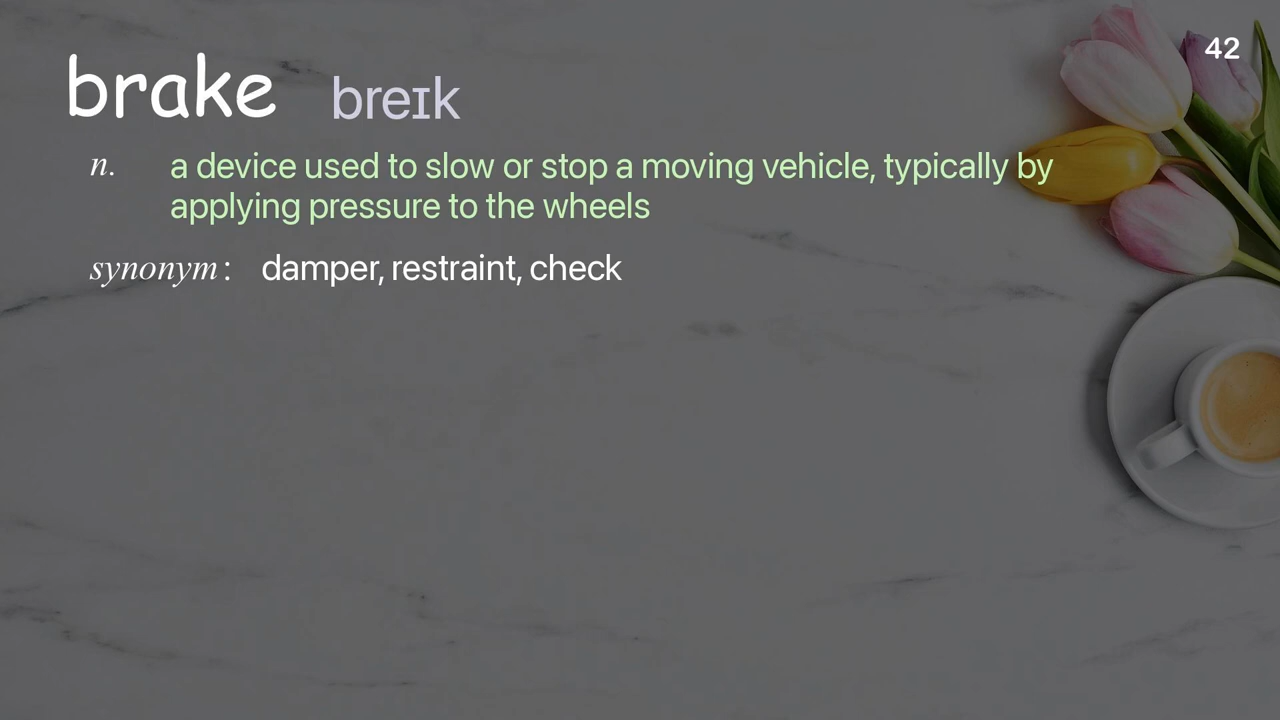 42
brake breɪk
n. a device used to slow or stop a moving vehicle, typically by
applying pressure to the wheels
synonym : damper, restraint, check